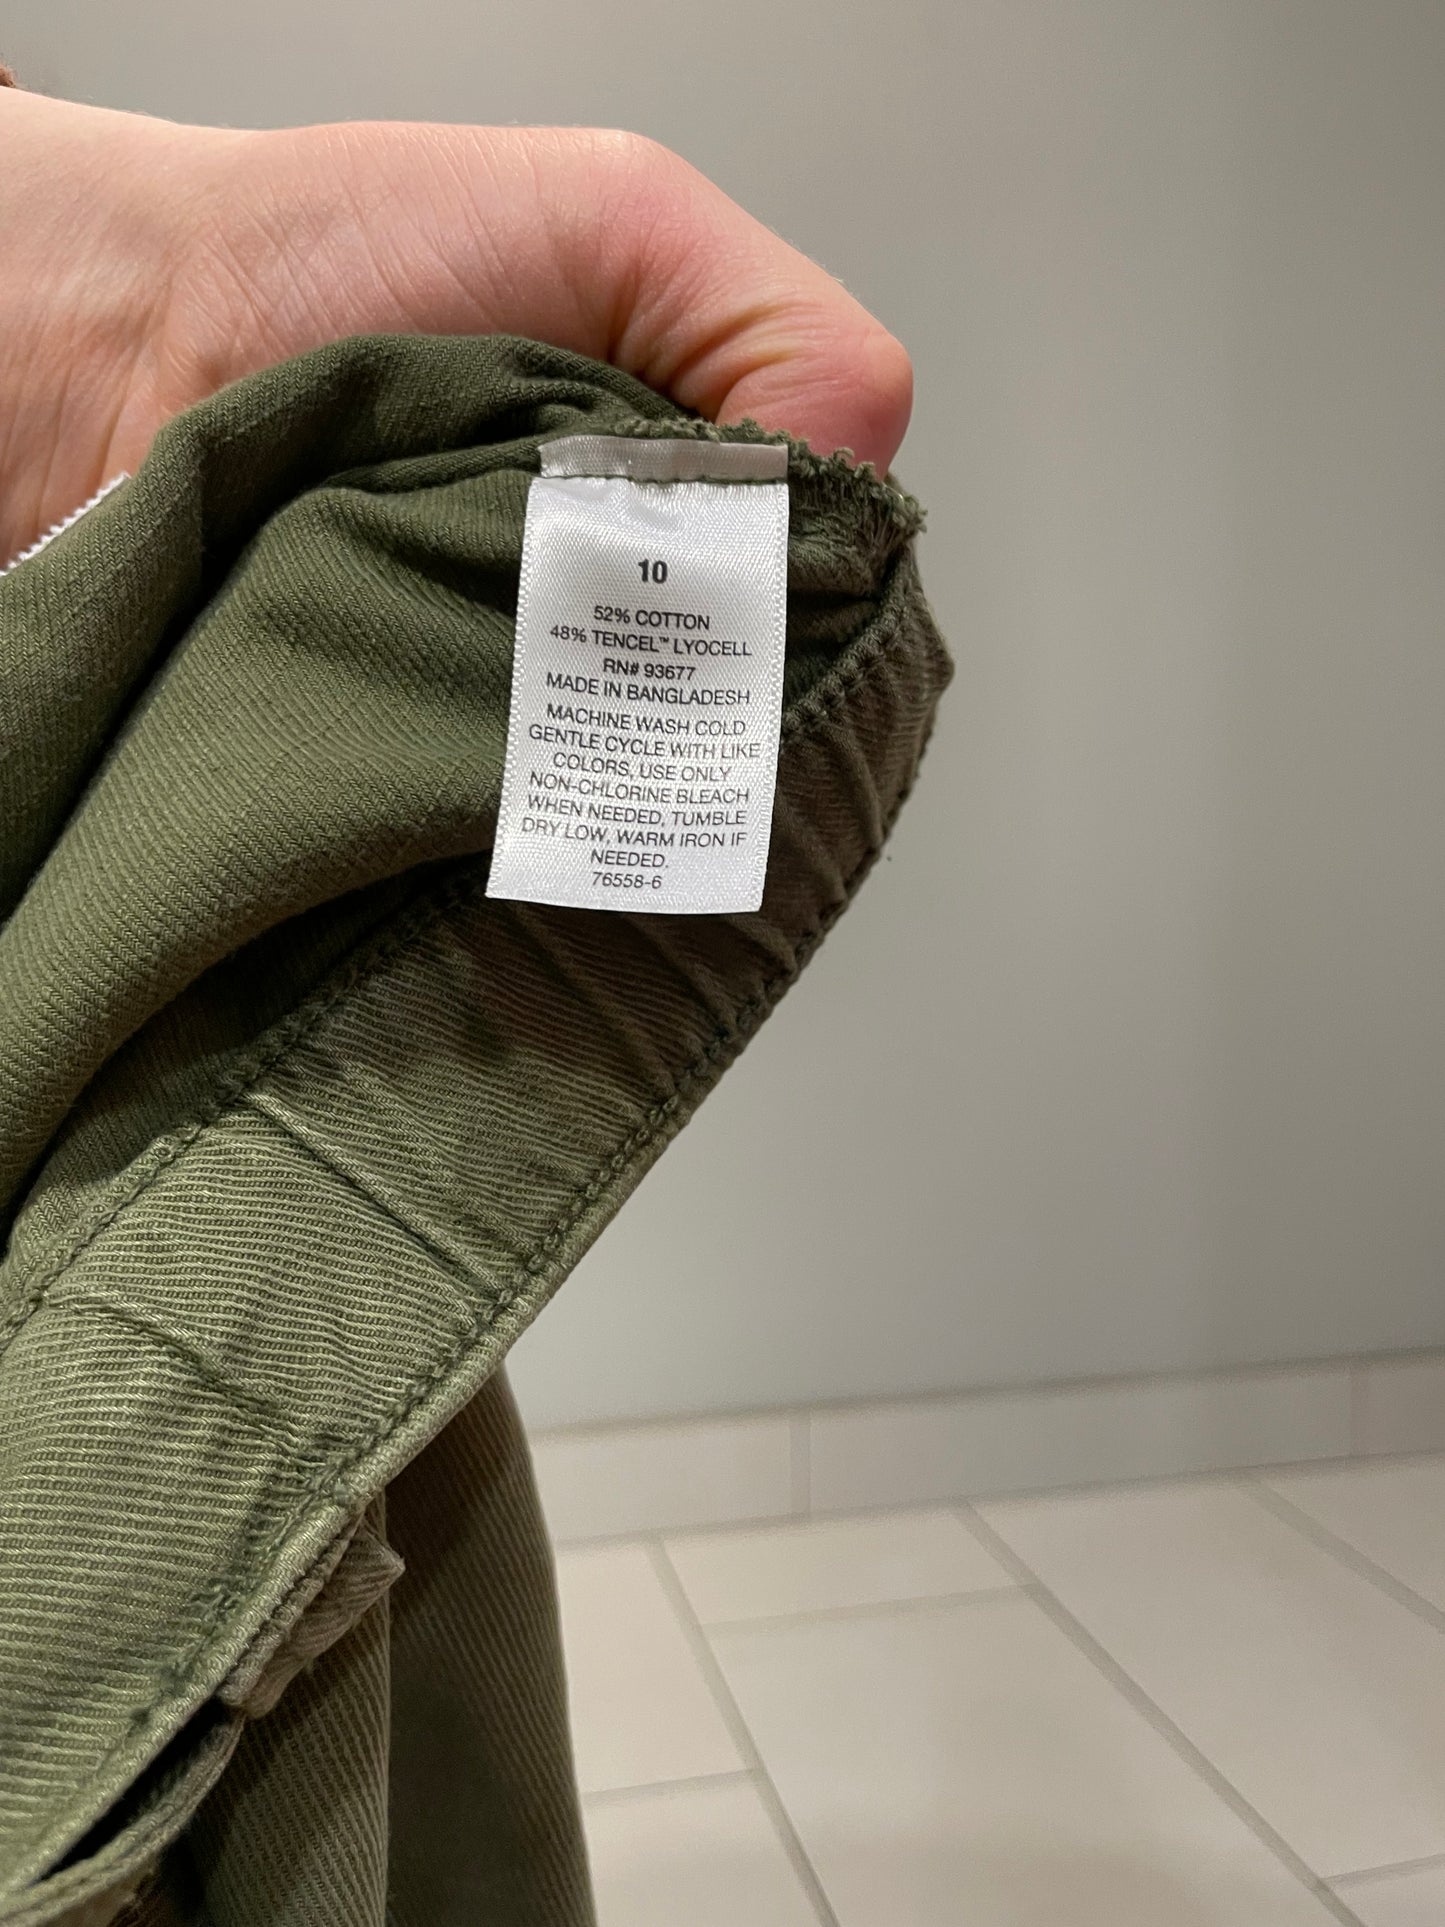 10
52% COTTON
48% TENCEL™ LYOCELL
RN# 93677
MADE IN BANGLADESH
MACHINE WASH COLD
GENTLE CYCLE WITH LIKE
COLORS, USE ONLY
NON-CHLORINE BLEACH
WHEN NEEDED, TUMBLE
DRY LOW, WARM IRON IF
NEEDED.
76558-6